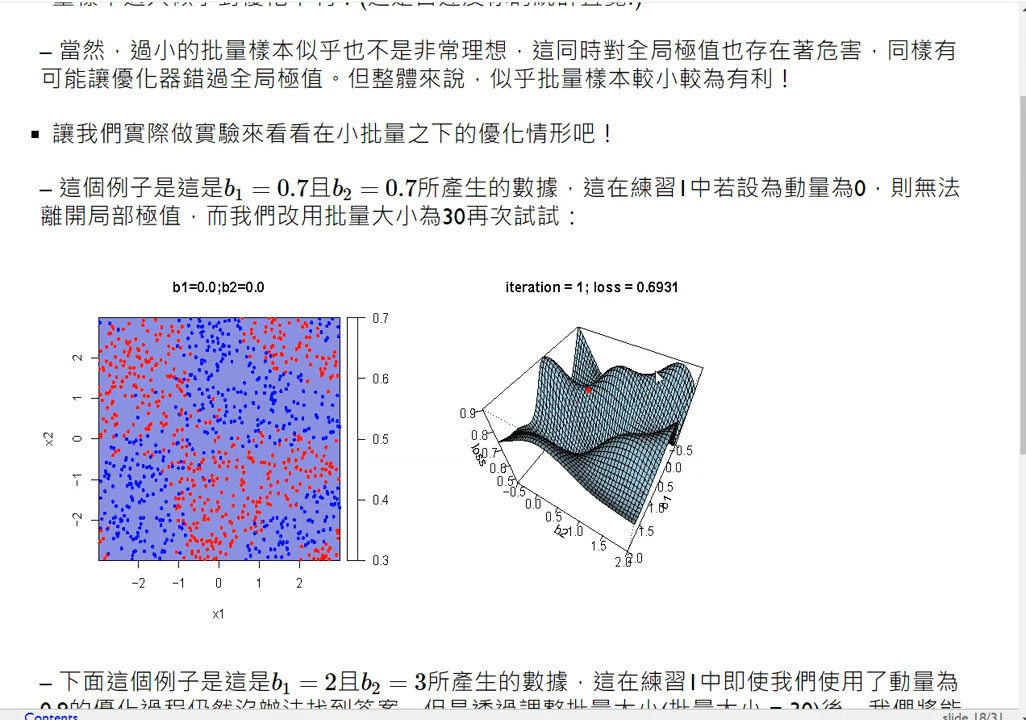 – 當然，過小的批量樣本似乎也不是非常理想，這同時對全局極值也存在著危害，同樣有
可能讓優化器錯過全局極值。但整體來說，似乎批量樣本較小較為有利！
▪ 讓我們實際做實驗來看看在小批量之下的優化情形吧！
– 這個例子是這是b1 = 0.7且b2 = 0.7所產生的數據，這在練習1中若設為動量為0，則無法
離開局部極值，而我們改用批量大小為30再次試試：
b1=0.0;b2=0.0
iteration = 1; loss = 0.6931
x2
2
1
0
−1
−2
−2 −1 0 1 2
x1
0.7
0.6
0.5
0.4
0.3
loss
0.9
0.8
0.7
0.6
0.5
−0.5
0.0
0.5
1.0
1.5
2.0
b2
−0.5
0.0
0.5
1.0
1.5
2.0
b1
– 下面這個例子是這是b1 = 2且b2 = 3所產生的數據，這在練習1中即使我們使用了動量為
Contents
slide 18/31